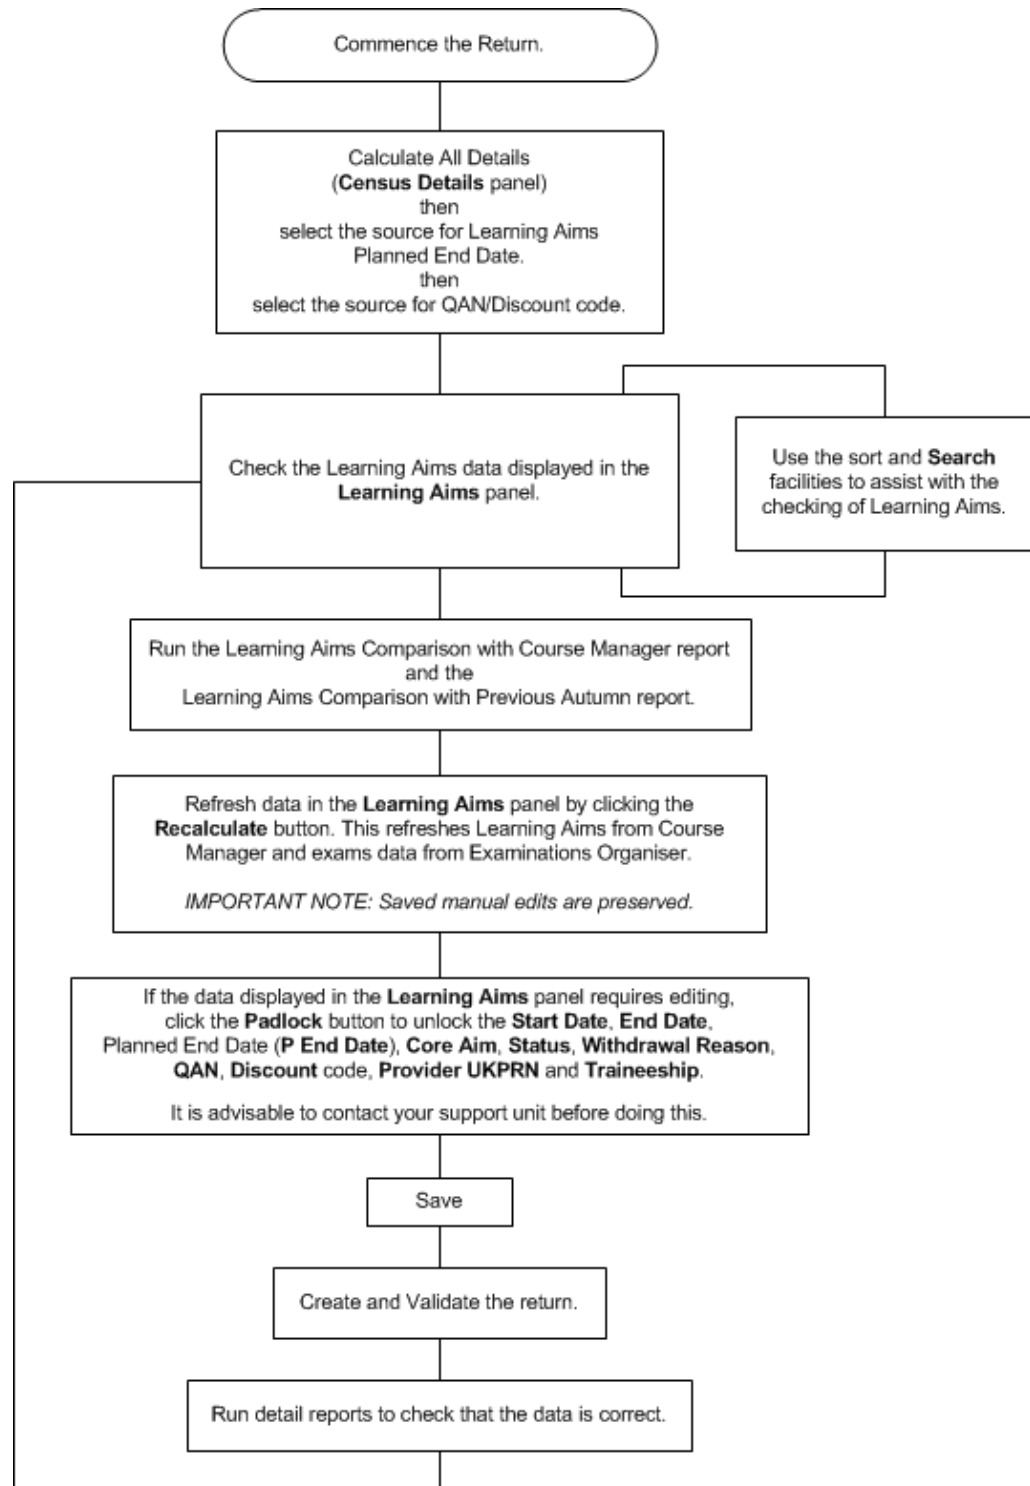 Commence the Return.
Calculate All Details
(Census Details panel)
then
select the source for Learning Aims
Planned End Date.
then
select the source for QAN/Discount code.
Check the Learning Aims data displayed in the
Learning Aims panel.
Use the sort and Search
facilities to assist with the
checking of Learning Aims.
Run the Learning Aims Comparison with Course Manager report
and the
Learning Aims Comparison with Previous Autumn report.
Refresh data in the Learning Aims panel by clicking the
Recalculate button. This refreshes Learning Aims from Course
Manager and exams data from Examinations Organiser.
IMPORTANT NOTE: Saved manual edits are preserved.
If the data displayed in the Learning Aims panel requires editing,
click the Padlock button to unlock the Start Date, End Date,
Planned End Date (P End Date), Core Aim, Status, Withdrawal Reason,
QAN, Discount code, Provider UKPRN and Traineeship.
It is advisable to contact your support unit before doing this.
Save
Create and Validate the return.
Run detail reports to check that the data is correct.